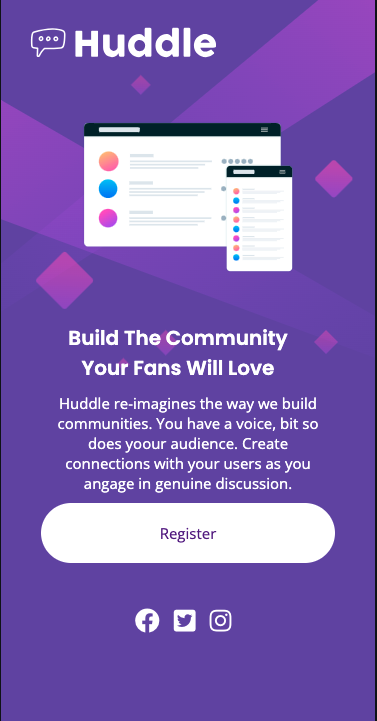 Huddle
Build The Community
Your Fans Will Love
Huddle re-imagines the way we build
communities. You have a voice, bit so
does yoour audience. Create
connections with your users as you
angage in genuine discussion.
Register